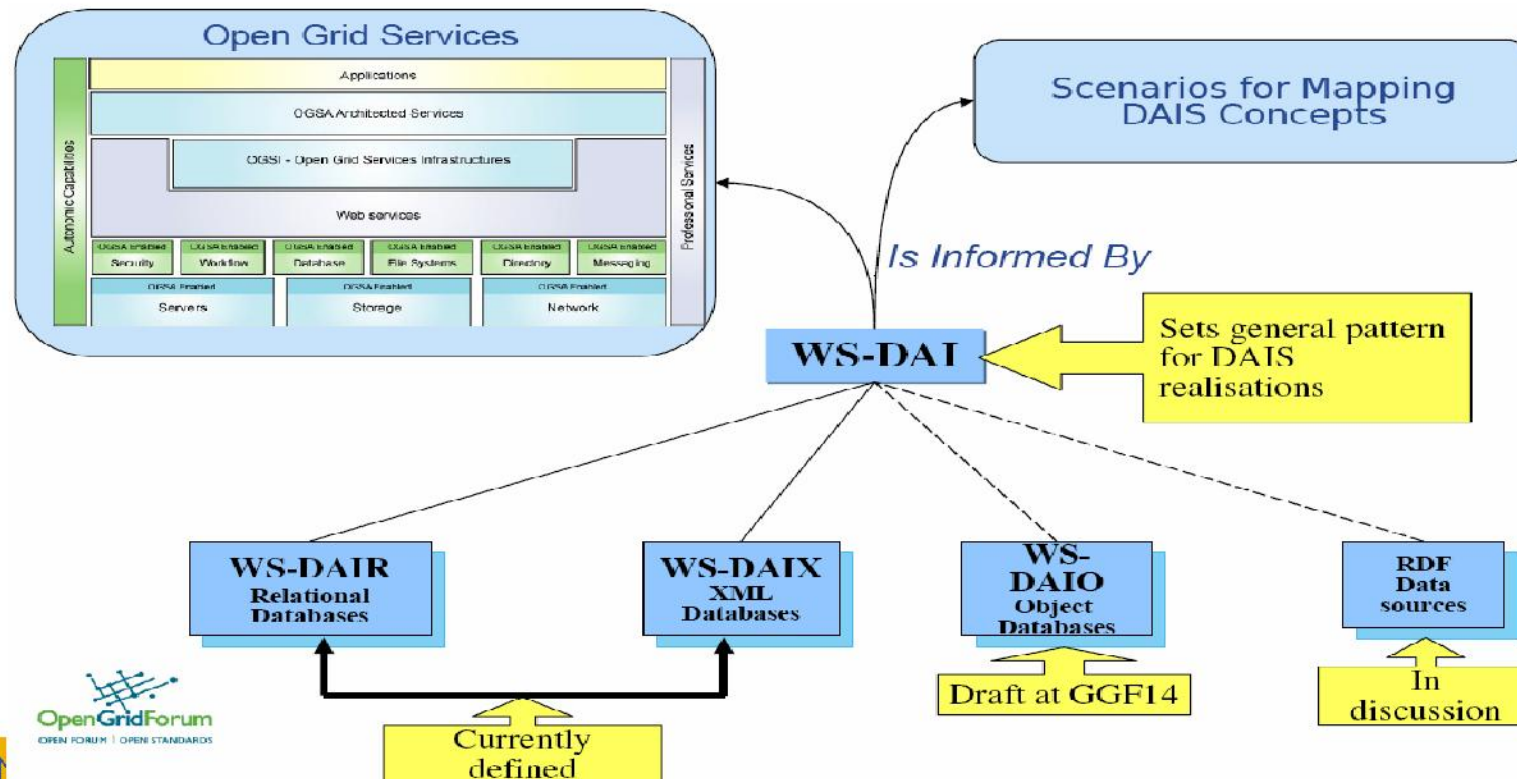 Open Grid Services
Applications
OGSA Architected Services
OGSI - Open Grid Services Infrastructures
Web services
Autonomic Capabilities
Professional Services
OGSA Enabled
Security
OGSA Enabled
Workflow
OGSA Enabled
Database
OGSA Enabled
File Systems
OGSA Enabled
Directory
OGSA Enabled
Messaging
OGSA Enabled
Servers
OGSA Enabled
Storage
OGSA Enabled
Network
Scenarios for Mapping
DAIS Concepts
Is Informed By
WS-DAI
Sets general pattern
for DAIS
realisations
WS-DAIR
Relational
Databases
WS-DAIX
XML
Databases
WS-
DAIO
Object
Databases
RDF
Data
sources
Currently
defined
Draft at GGF14
In
discussion
OpenGridForum
OPEN FORUM | OPEN STANDARDS